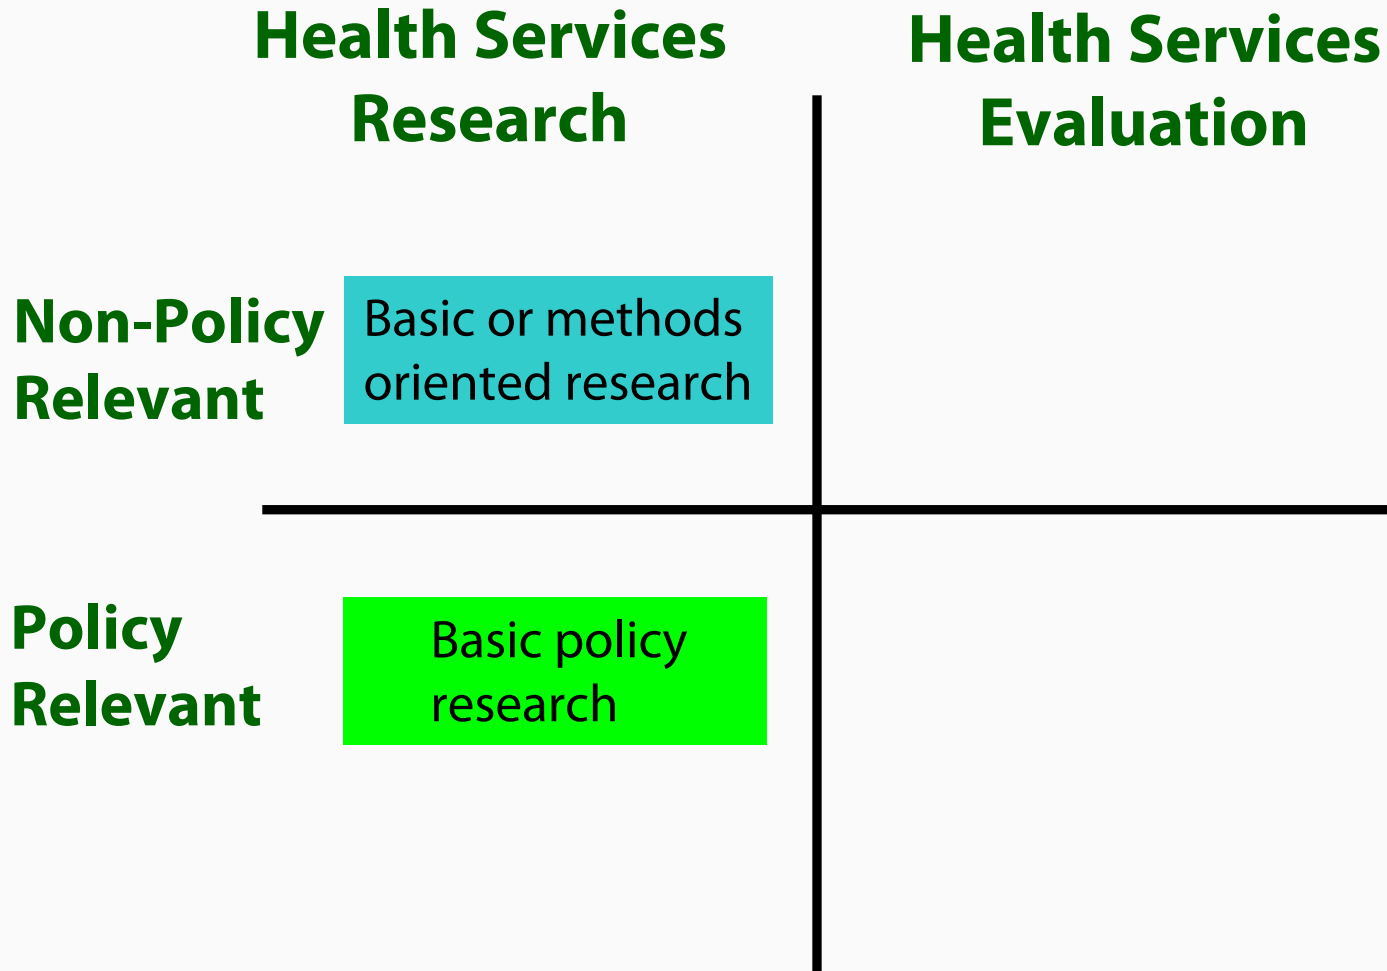 Health Services
Research
Health Services
Evaluation
Non-Policy
Relevant
Basic or methods
oriented research
Policy
Relevant
Basic policy
research